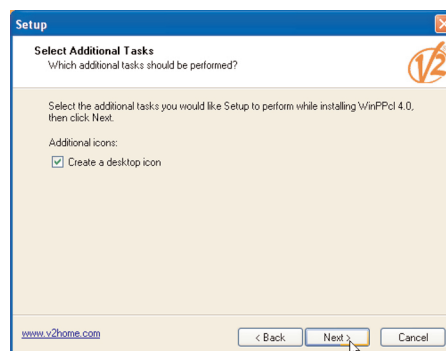 Setup
Select Additional Tasks
Which additional tasks should be performed?
V2
Select the additional tasks you would like Setup to perform while installing WinPPcl 4.0,
then click Next.
Additional icons:
Create a desktop icon
www.v2home.com
< Back Next > Cancel